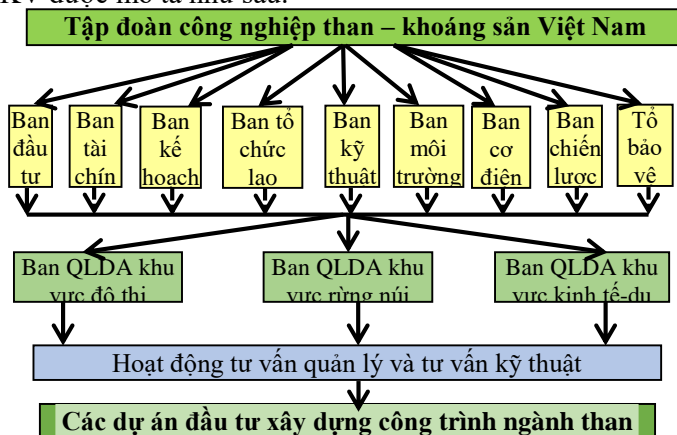 được mô tả như sau:
Tập đoàn công nghiệp than – khoáng sản Việt Nam
Ban
đầu
tư
Ban
tài
chín
Ban
kế
hoạch
Ban tổ
chức
lao
Ban
kỹ
thuật
Ban
môi
trường
Ban
cơ
điện
Ban
chiến
lược
Tổ
bảo
vệ
Ban QLDA khu
vực đô thị
Ban QLDA khu
vực rừng núi
Ban QLDA khu
vực kinh tế-du
Hoạt động tư vấn quản lý và tư vấn kỹ thuật
Các dự án đầu tư xây dựng công trình ngành than